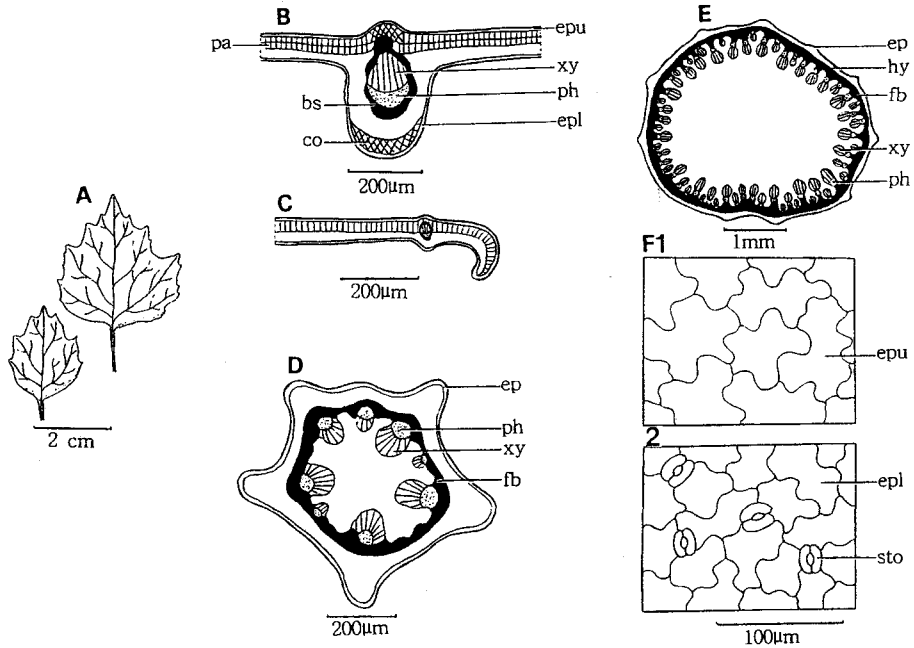 A
2 cm
B
pa
epu
xy
ph
bs
epl
co
200μm
C
200μm
D
ep
ph
xy
fb
200μm
E
ep
hy
fb
xy
ph
1mm
F1
epu
2
epl
sto
100μm